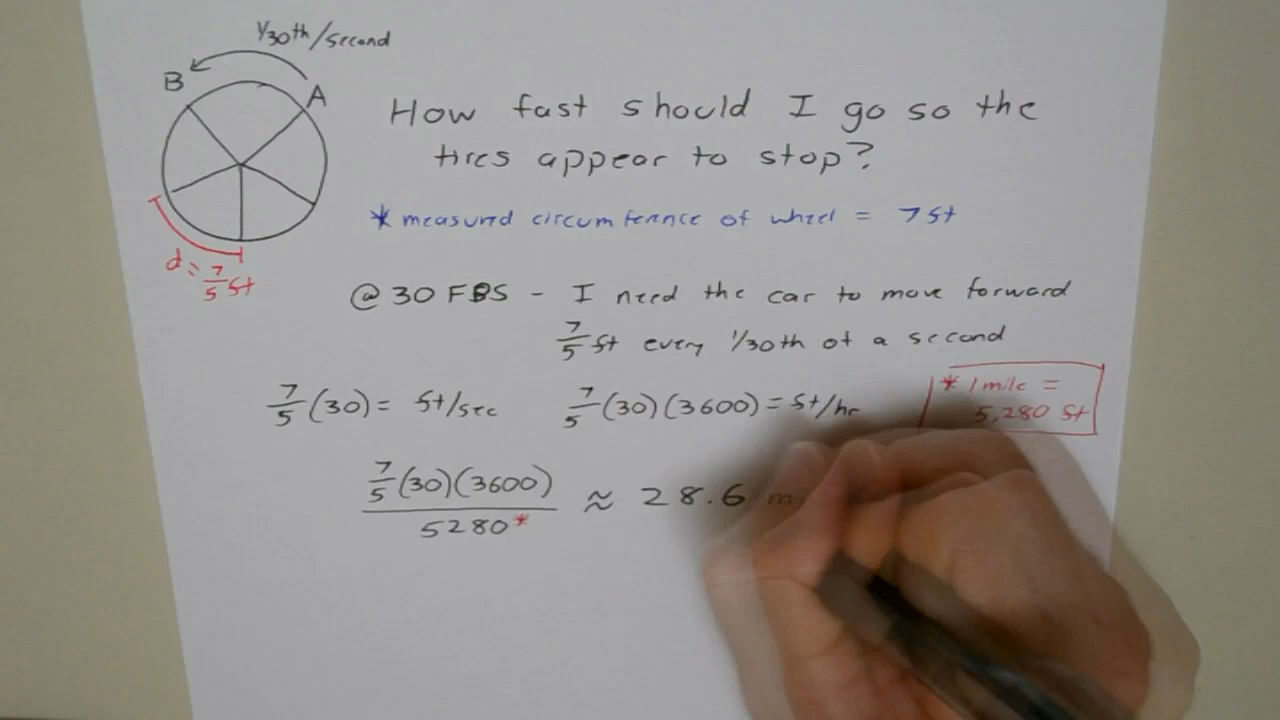 1/30th/second
B
A
How fast should I go so the
tires appear to stop?
* measured circumference of wheel = 7 ft
d = 7/5 ft
@ 30 FPS - I need the car to move forward
7/5 ft every 1/30th of a second
7/5 (30) = ft/sec
7/5 (30)(3600) = ft/hr
* 1 mile =
5,280 ft
7/5 (30)(3600)
5280*
≈ 28.6 m